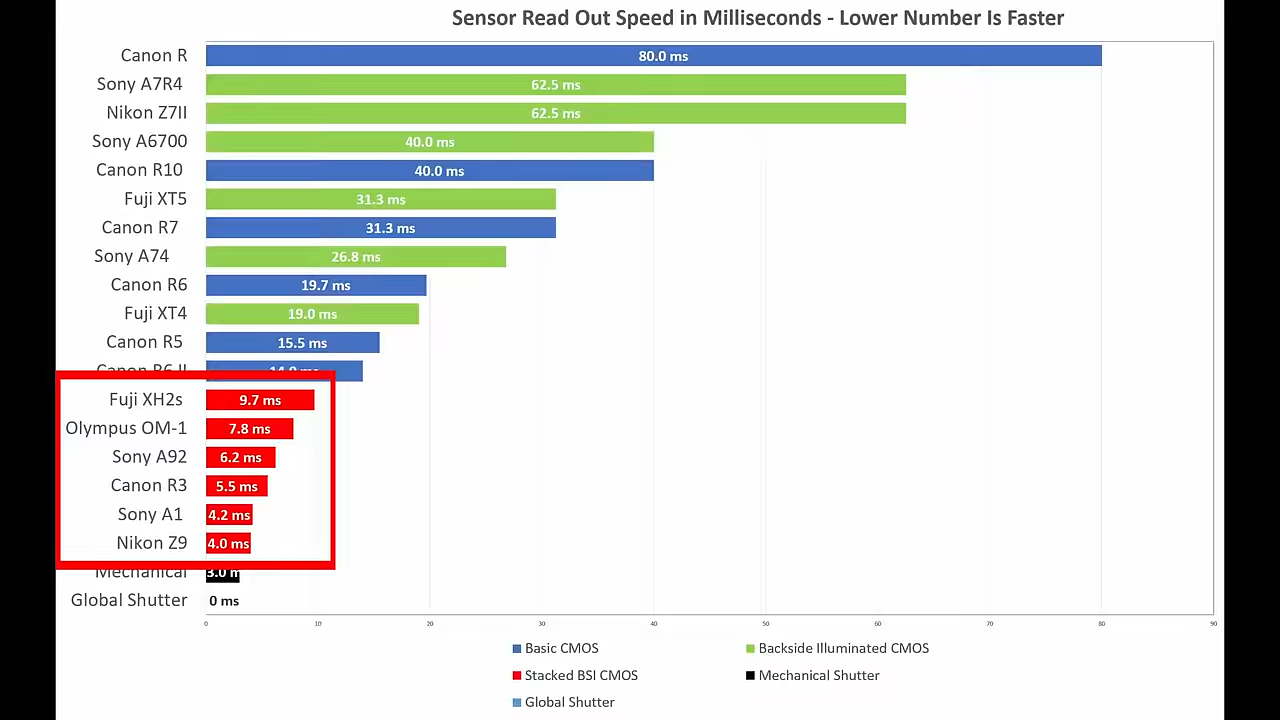 Sensor Read Out Speed in Milliseconds - Lower Number Is Faster
Canon R 80.0 ms
Sony A7R4 62.5 ms
Nikon Z7II 62.5 ms
Sony A6700 40.0 ms
Canon R10 40.0 ms
Fuji XT5 31.3 ms
Canon R7 31.3 ms
Sony A74 26.8 ms
Canon R6 19.7 ms
Fuji XT4 19.0 ms
Canon R5 15.5 ms
Canon R6 II
Fuji XH2s 9.7 ms
Olympus OM-1 7.8 ms
Sony A92 6.2 ms
Canon R3 5.5 ms
Sony A1 4.2 ms
Nikon Z9 4.0 ms
Mechanical 3.0
Global Shutter 0 ms
0 10 20 30 40 50 60 70 80 90
Basic CMOS Backside Illuminated CMOS
Stacked BSI CMOS Mechanical Shutter
Global Shutter